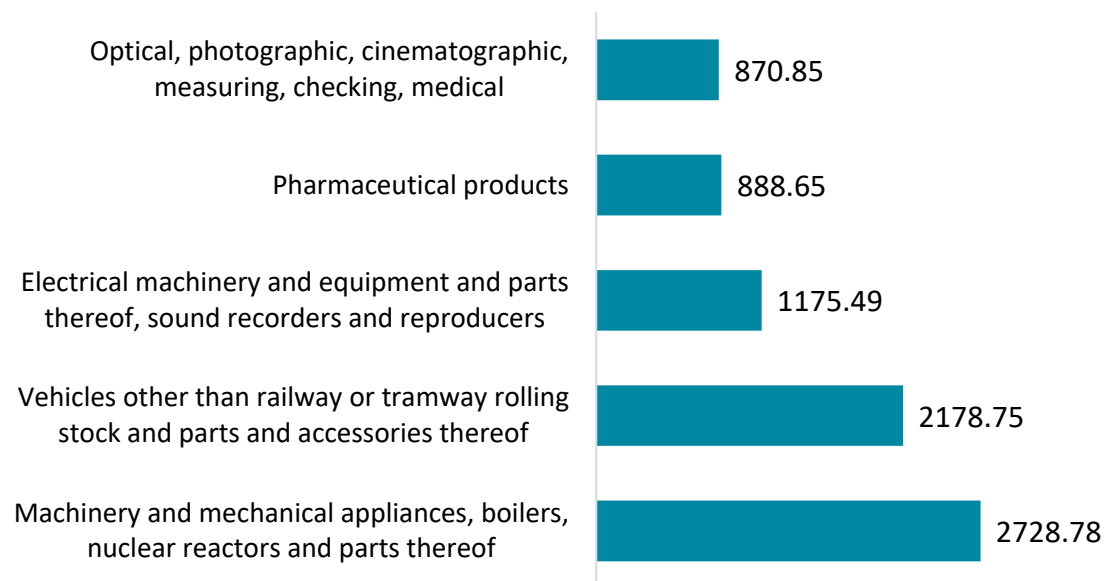 Optical, photographic, cinematographic,
measuring, checking, medical
870.85
Pharmaceutical products
888.65
Electrical machinery and equipment and parts
thereof, sound recorders and reproducers
1175.49
Vehicles other than railway or tramway rolling
stock and parts and accessories thereof
2178.75
Machinery and mechanical appliances, boilers,
nuclear reactors and parts thereof
2728.78